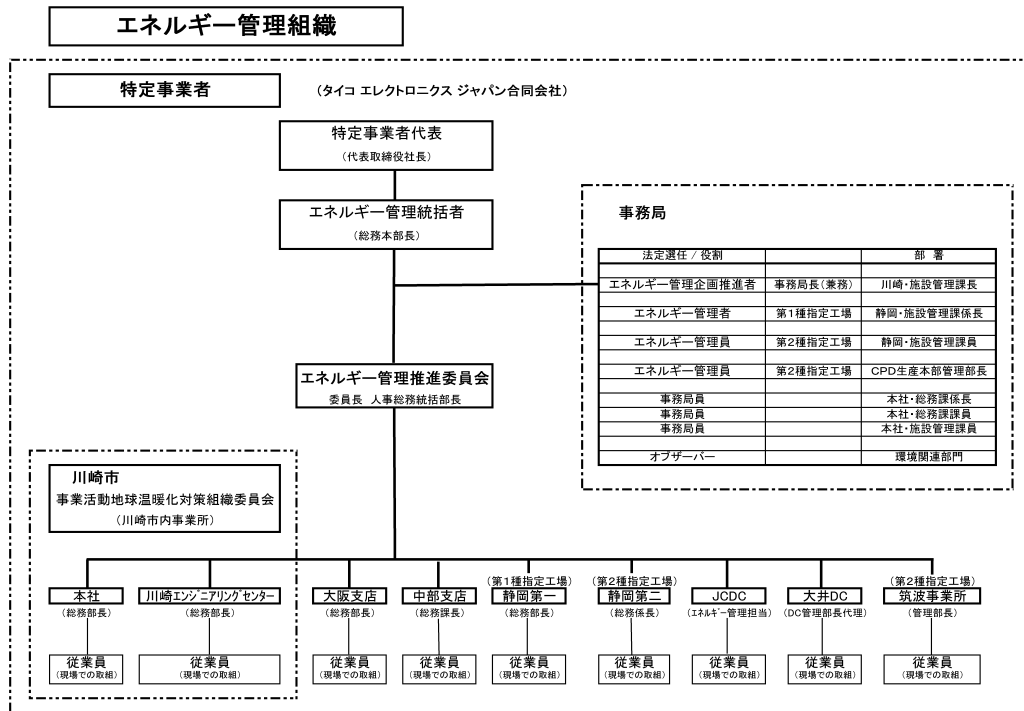 エネルギー管理組織
特定事業者 （タイコ エレクトロニクス ジャパン合同会社）
特定事業者代表
（代表取締役社長）
エネルギー管理統括者
（総務本部長）
事務局
法定選任 / 役割 部 署
エネルギー管理企画推進者 事務局長（兼務） 川崎・施設管理課長
エネルギー管理者 第1種指定工場 静岡・施設管理課係長
エネルギー管理員 第2種指定工場 静岡・施設管理課員
エネルギー管理員 第2種指定工場 CPD生産本部管理部長
事務局員 本社・総務課係長
事務局員 本社・総務課課員
事務局員 本社・施設管理課員
オブザーバー 環境関連部門
エネルギー管理推進委員会
委員長 人事総務統括部長
川崎市
事業活動地球温暖化対策組織委員会
（川崎市内事業所）
（第1種指定工場） （第2種指定工場） （第2種指定工場）
本社 川崎エンジニアリングセンター 大阪支店 中部支店 静岡第一 静岡第二 JCDC 大井DC 筑波事業所
（総務部長） （総務部長） （総務部長） （総務課長） （総務部長） （総務係長） （エネルギー管理担当） （DC管理部長代理） （管理部長）
従業員 従業員 従業員 従業員 従業員 従業員 従業員 従業員 従業員
（現場での取組） （現場での取組） （現場での取組） （現場での取組） （現場での取組） （現場での取組） （現場での取組） （現場での取組） （現場での取組）